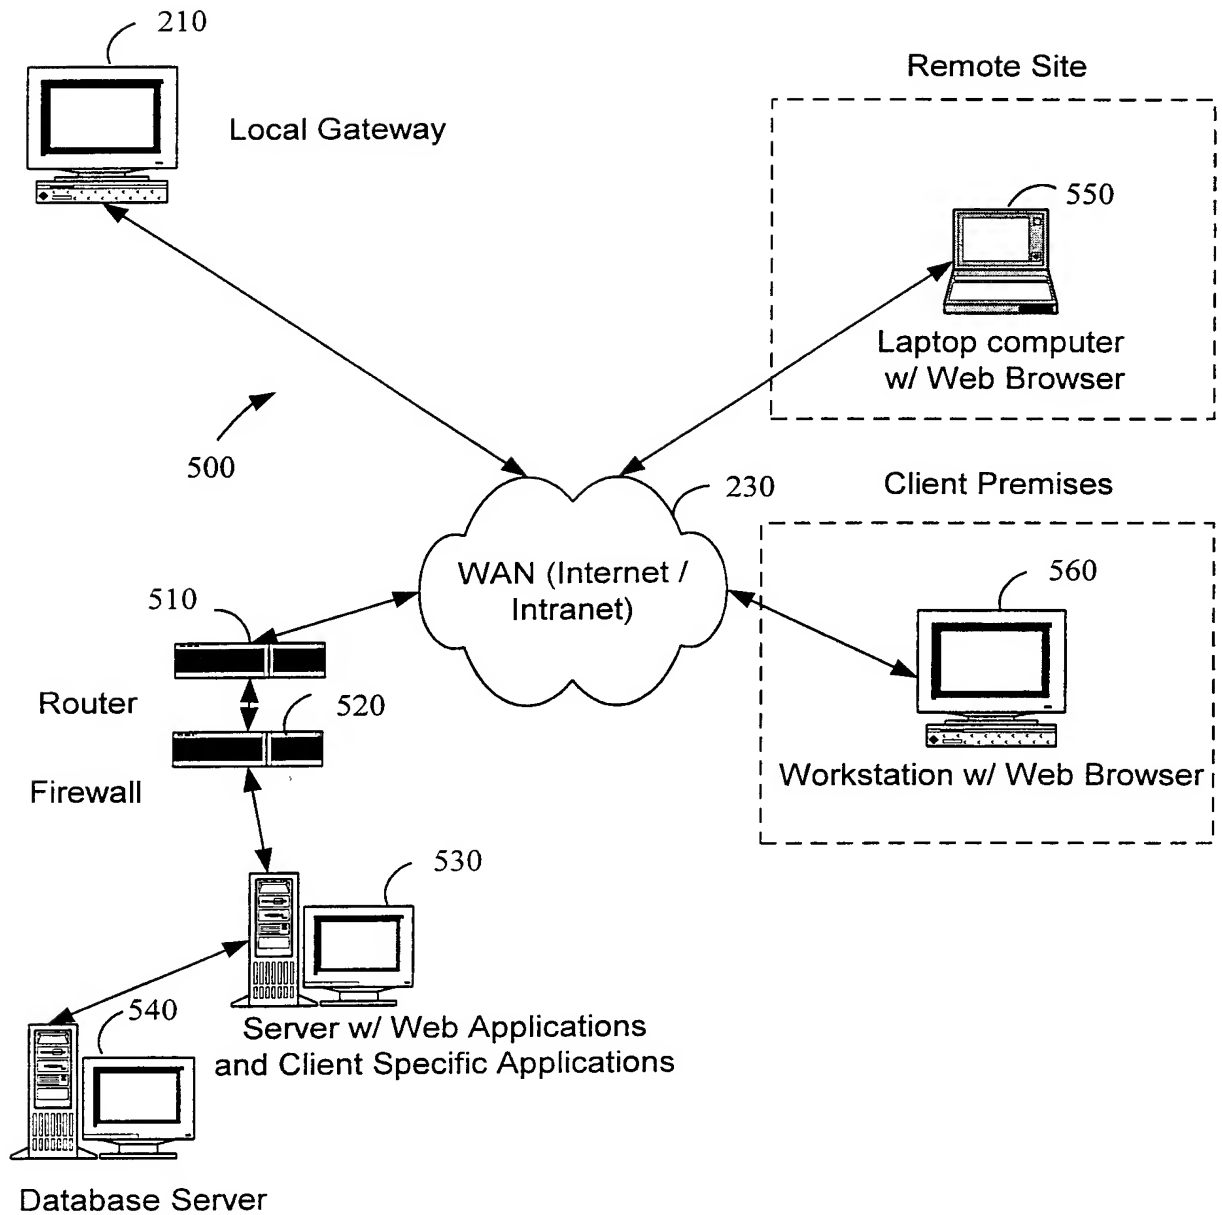 210
Local Gateway
Remote Site
550
Laptop computer
w/ Web Browser
500
230
Client Premises
WAN (Internet /
Intranet)
560
510
Router
520
Firewall
Workstation w/ Web Browser
530
540
Server w/ Web Applications
and Client Specific Applications
Database Server